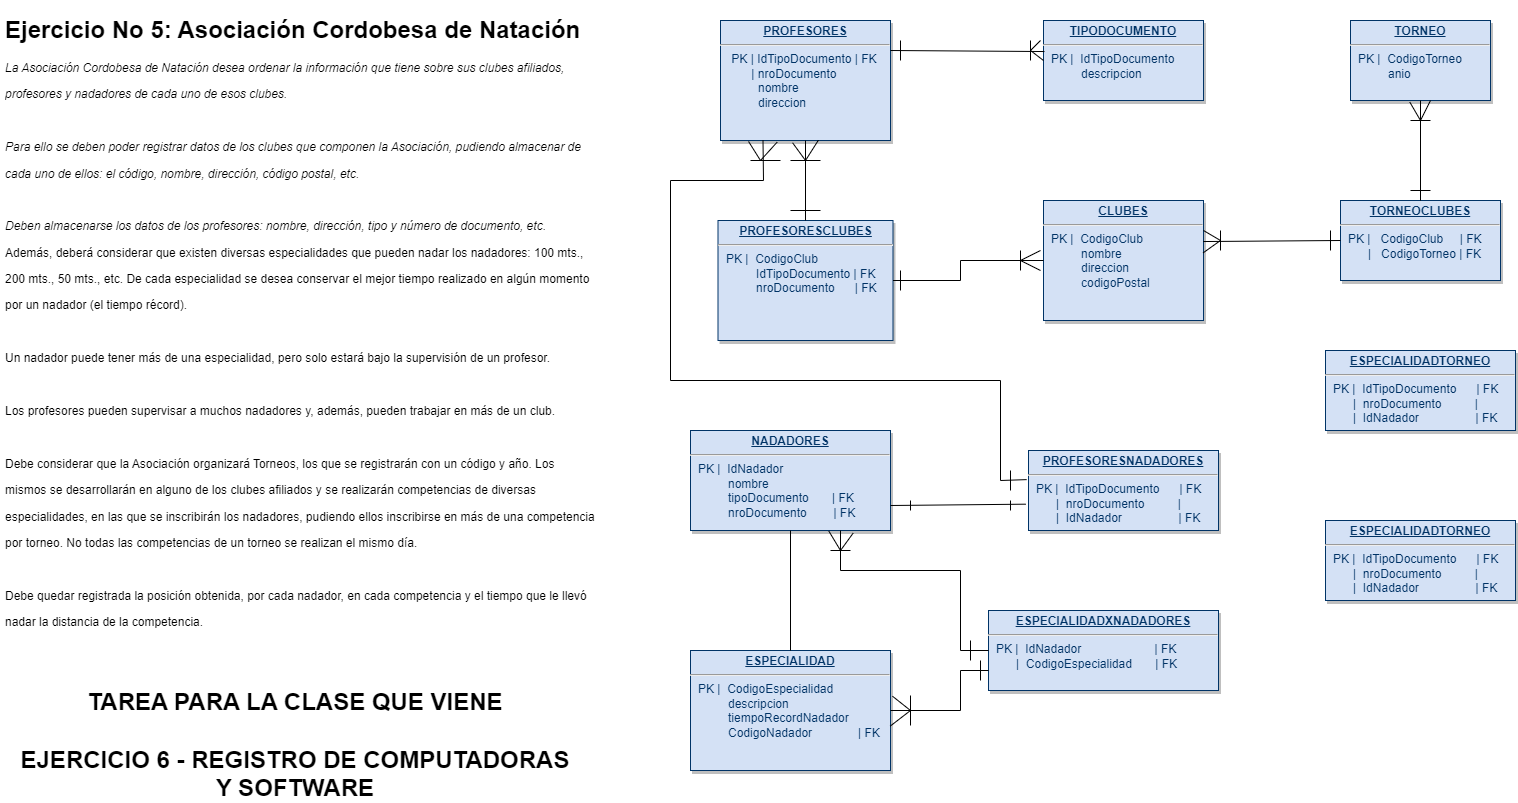 Ejercicio No 5: Asociación Cordobesa de Natación
La Asociación Cordobesa de Natación desea ordenar la información que tiene sobre sus clubes afiliados,
profesores y nadadores de cada uno de esos clubes.
Para ello se deben poder registrar datos de los clubes que componen la Asociación, pudiendo almacenar de
cada uno de ellos: el código, nombre, dirección, código postal, etc.
Deben almacenarse los datos de los profesores: nombre, dirección, tipo y número de documento, etc.
Además, deberá considerar que existen diversas especialidades que pueden nadar los nadadores: 100 mts.,
200 mts., 50 mts., etc. De cada especialidad se desea conservar el mejor tiempo realizado en algún momento
por un nadador (el tiempo récord).
Un nadador puede tener más de una especialidad, pero solo estará bajo la supervisión de un profesor.
Los profesores pueden supervisar a muchos nadadores y, además, pueden trabajar en más de un club.
Debe considerar que la Asociación organizará Torneos, los que se registrarán con un código y año. Los
mismos se desarrollarán en alguno de los clubes afiliados y se realizarán competencias de diversas
especialidades, en las que se inscribirán los nadadores, pudiendo ellos inscribirse en más de una competencia
por torneo. No todas las competencias de un torneo se realizan el mismo día.
Debe quedar registrada la posición obtenida, por cada nadador, en cada competencia y el tiempo que le llevó
nadar la distancia de la competencia.
TAREA PARA LA CLASE QUE VIENE
EJERCICIO 6 - REGISTRO DE COMPUTADORAS
Y SOFTWARE
PROFESORES
PK | IdTipoDocumento | FK
| nroDocumento
nombre
direccion
TIPODOCUMENTO
PK | IdTipoDocumento
descripcion
TORNEO
PK | CodigoTorneo
anio
PROFESORESCLUBES
PK | CodigoClub
IdTipoDocumento | FK
nroDocumento | FK
CLUBES
PK | CodigoClub
nombre
direccion
codigoPostal
TORNEOCLUBES
PK | CodigoClub | FK
| CodigoTorneo | FK
ESPECIALIDADTORNEO
PK | IdTipoDocumento | FK
| nroDocumento |
| IdNadador | FK
NADADORES
PK | IdNadador
nombre
tipoDocumento | FK
nroDocumento | FK
PROFESORESNADADORES
PK | IdTipoDocumento | FK
| nroDocumento |
| IdNadador | FK
ESPECIALIDADTORNEO
PK | IdTipoDocumento | FK
| nroDocumento |
| IdNadador | FK
ESPECIALIDADXNADADORES
PK | IdNadador | FK
| CodigoEspecialidad | FK
ESPECIALIDAD
PK | CodigoEspecialidad
descripcion
tiempoRecordNadador
CodigoNadador | FK